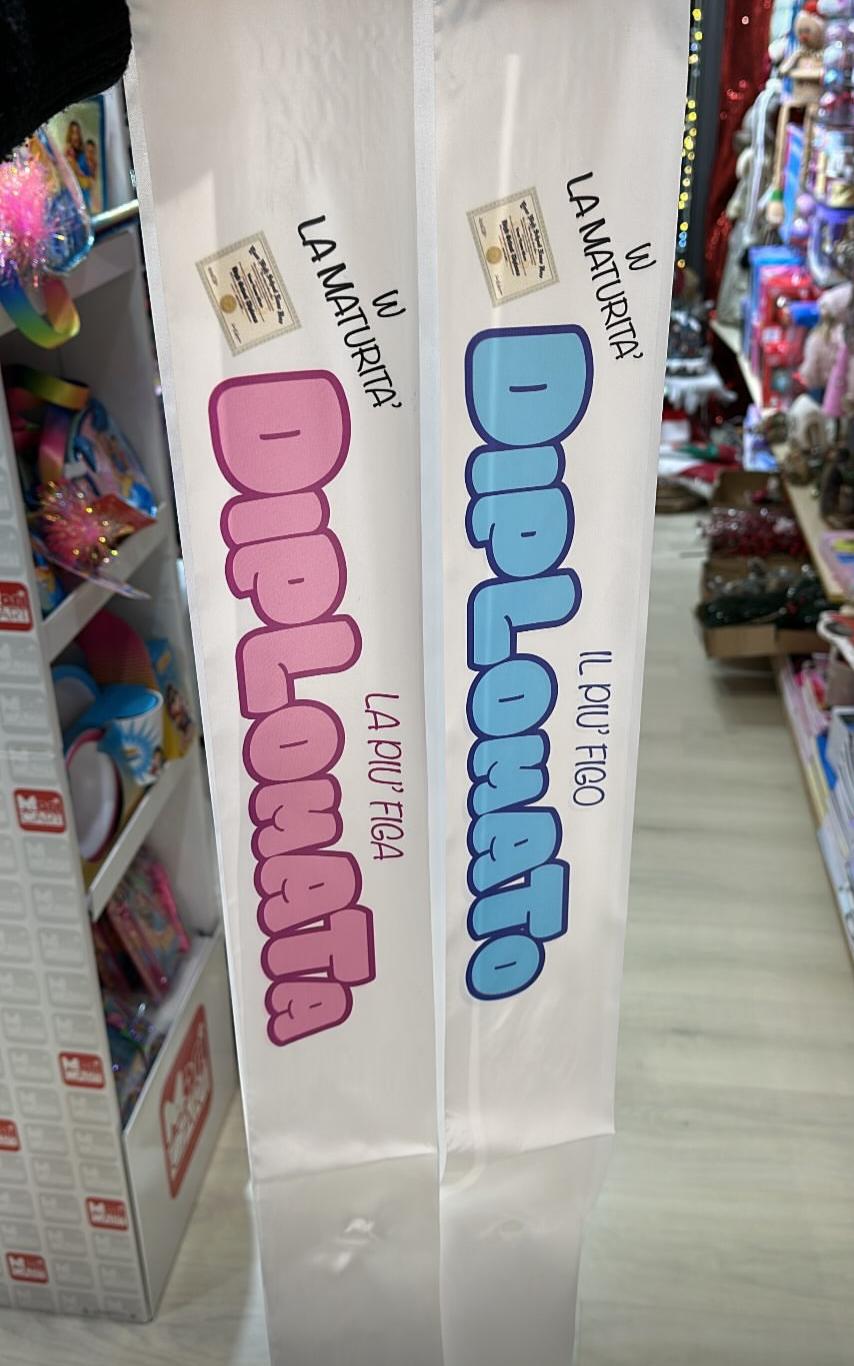 W
LA MATURITA'
DIPLOMATA
LA PIU' FIGA
W
LA MATURITA'
DIPLOMATO
IL PIU' FIGO